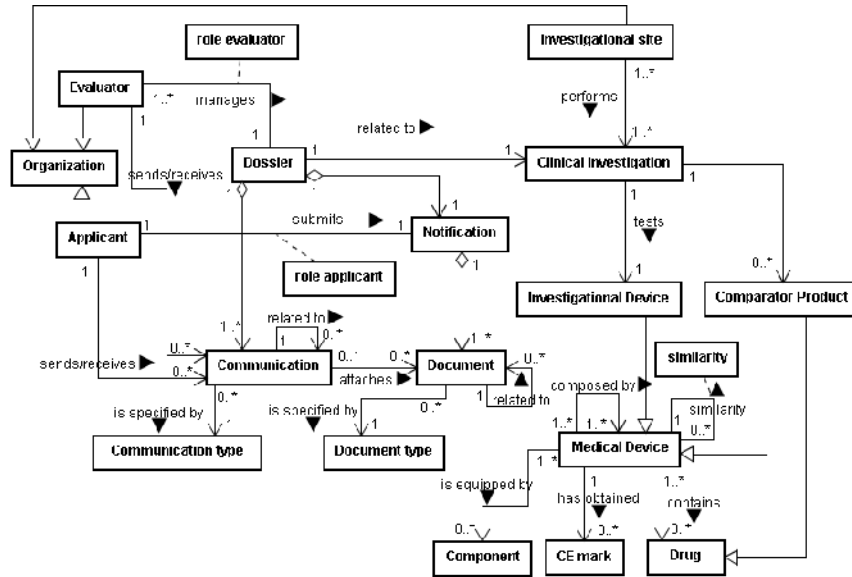 role evaluator
Investigational site
Evaluator
1..*
manages
1
1..*
performs
1
related to
1..*
Organization
sends/receives
Dossier
1
1
Clinical Investigation
1
1
1
submits
1
1
1
tests
Applicant
Notification
1
role applicant
1
0..*
1
Investigational Device
Comparator Product
1..*
related to
1
0..*
1..*
similarity
0..*
sends/receives
Communication
0..*
Document
0..*
0..*
attaches
1
related to
composed by
1
similarity
is specified by
0..*
is specified by
0..*
1..*
1..*
0..*
1
Communication type
Document type
Medical Device
is equipped by
1
1..*
has obtained
contains
0..*
0..*
0..*
Component
CE mark
Drug